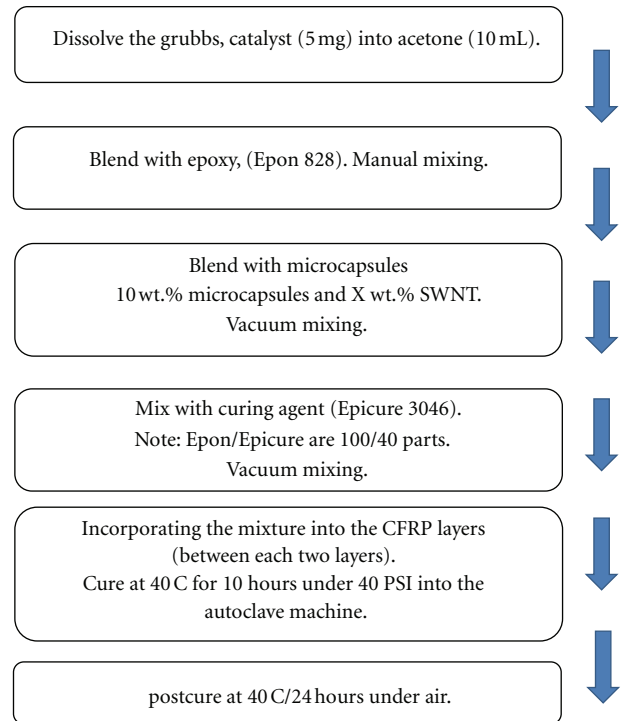 Dissolve the grubbs, catalyst (5 mg) into acetone (10 mL).
Blend with epoxy, (Epon 828). Manual mixing.
Blend with microcapsules
10 wt.% microcapsules and X wt.% SWNT.
Vacuum mixing.
Mix with curing agent (Epicure 3046).
Note: Epon/Epicure are 100/40 parts.
Vacuum mixing.
Incorporating the mixture into the CFRP layers
(between each two layers).
Cure at 40 C for 10 hours under 40 PSI into the
autoclave machine.
postcure at 40 C/24 hours under air.